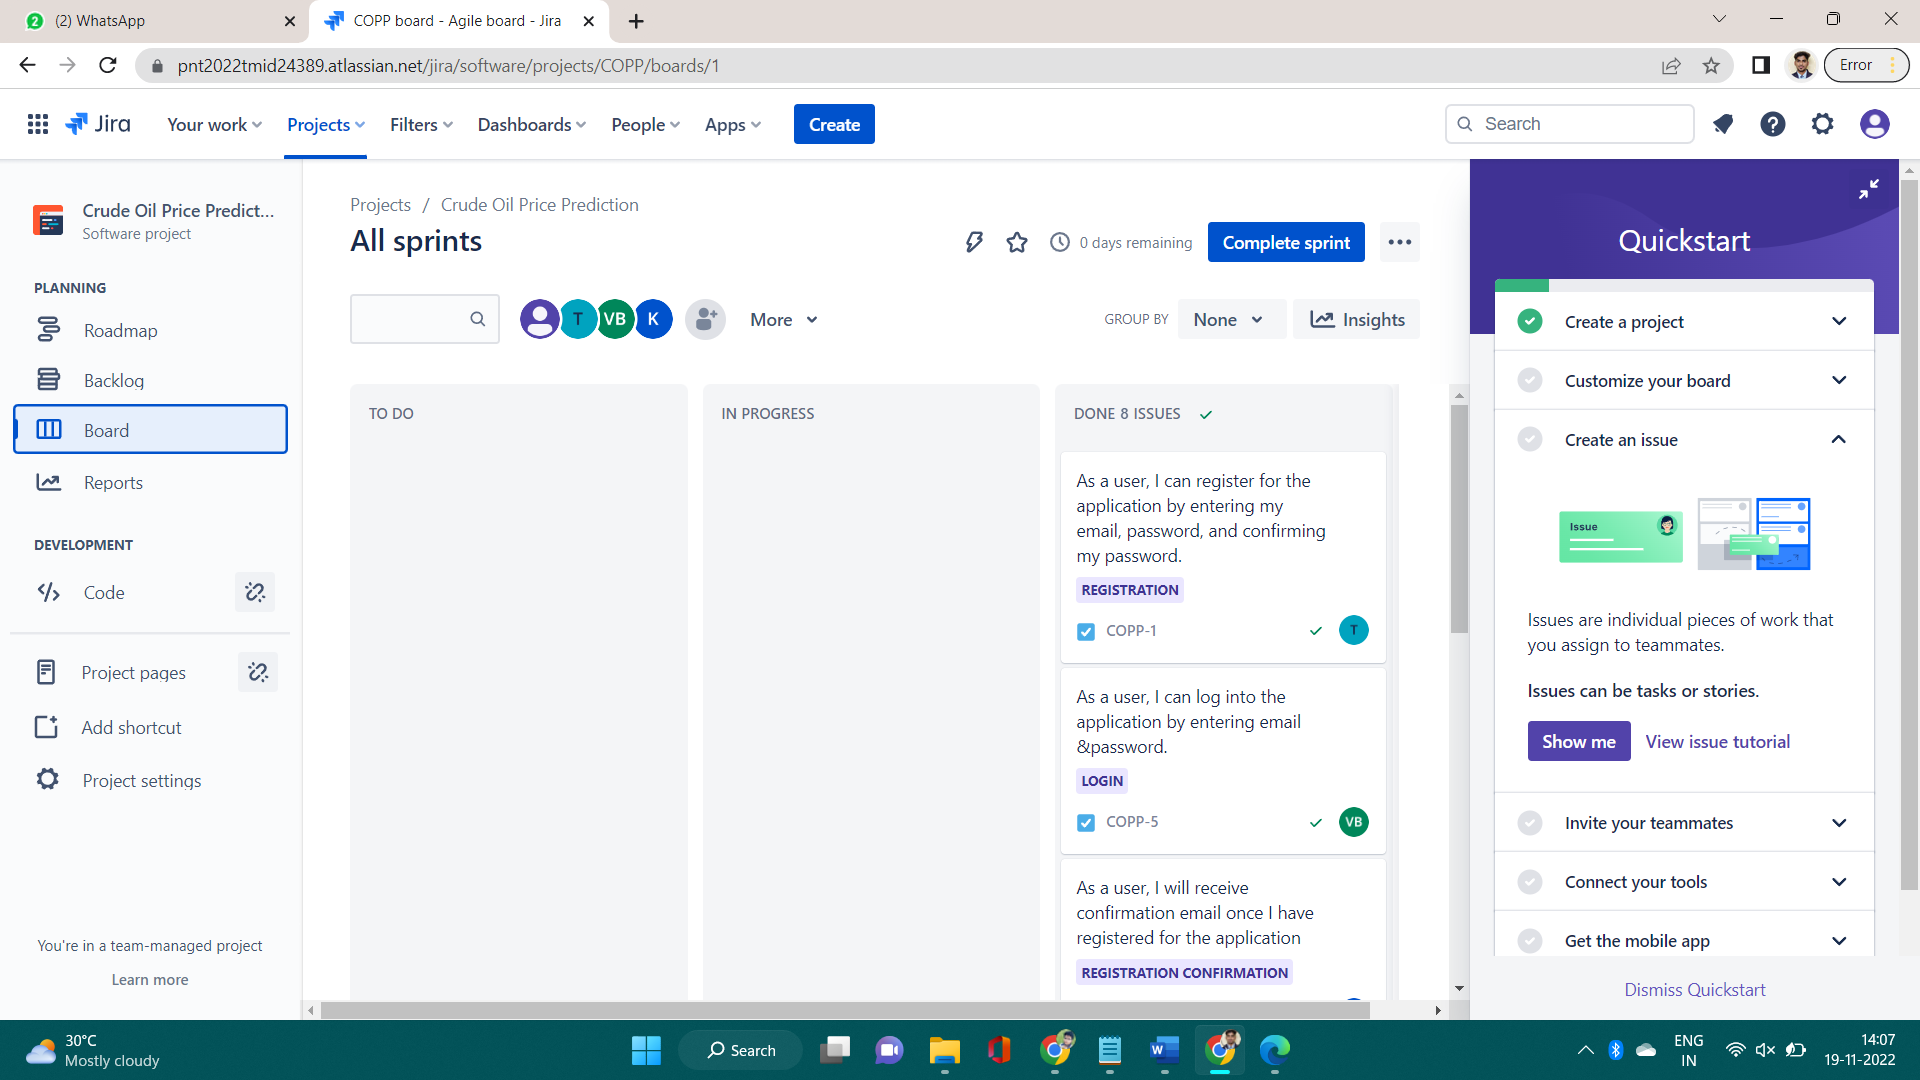 (2) WhatsApp
COPP board - Agile board - Jira
pnt2022tmid24389.atlassian.net/jira/software/projects/COPP/boards/1
Error
Jira
Your work
Projects
Filters
Dashboards
People
Apps
Create
Search
Crude Oil Price Predict...
Software project
PLANNING
Roadmap
Backlog
Board
Reports
DEVELOPMENT
Code
Project pages
Add shortcut
Project settings
You're in a team-managed project
Learn more
Projects / Crude Oil Price Prediction
All sprints
0 days remaining
Complete sprint
T
VB
K
More
GROUP BY
None
Insights
TO DO
IN PROGRESS
DONE 8 ISSUES
As a user, I can register for the
application by entering my
email, password, and confirming
my password.
REGISTRATION
COPP-1
T
As a user, I can log into the
application by entering email
&password.
LOGIN
COPP-5
VB
As a user, I will receive
confirmation email once I have
registered for the application
REGISTRATION CONFIRMATION
Quickstart
Create a project
Customize your board
Create an issue
Issue
Issues are individual pieces of work that
you assign to teammates.
Issues can be tasks or stories.
Show me
View issue tutorial
Invite your teammates
Connect your tools
Get the mobile app
Dismiss Quickstart
30°C
Mostly cloudy
Search
ENG
IN
14:07
19-11-2022